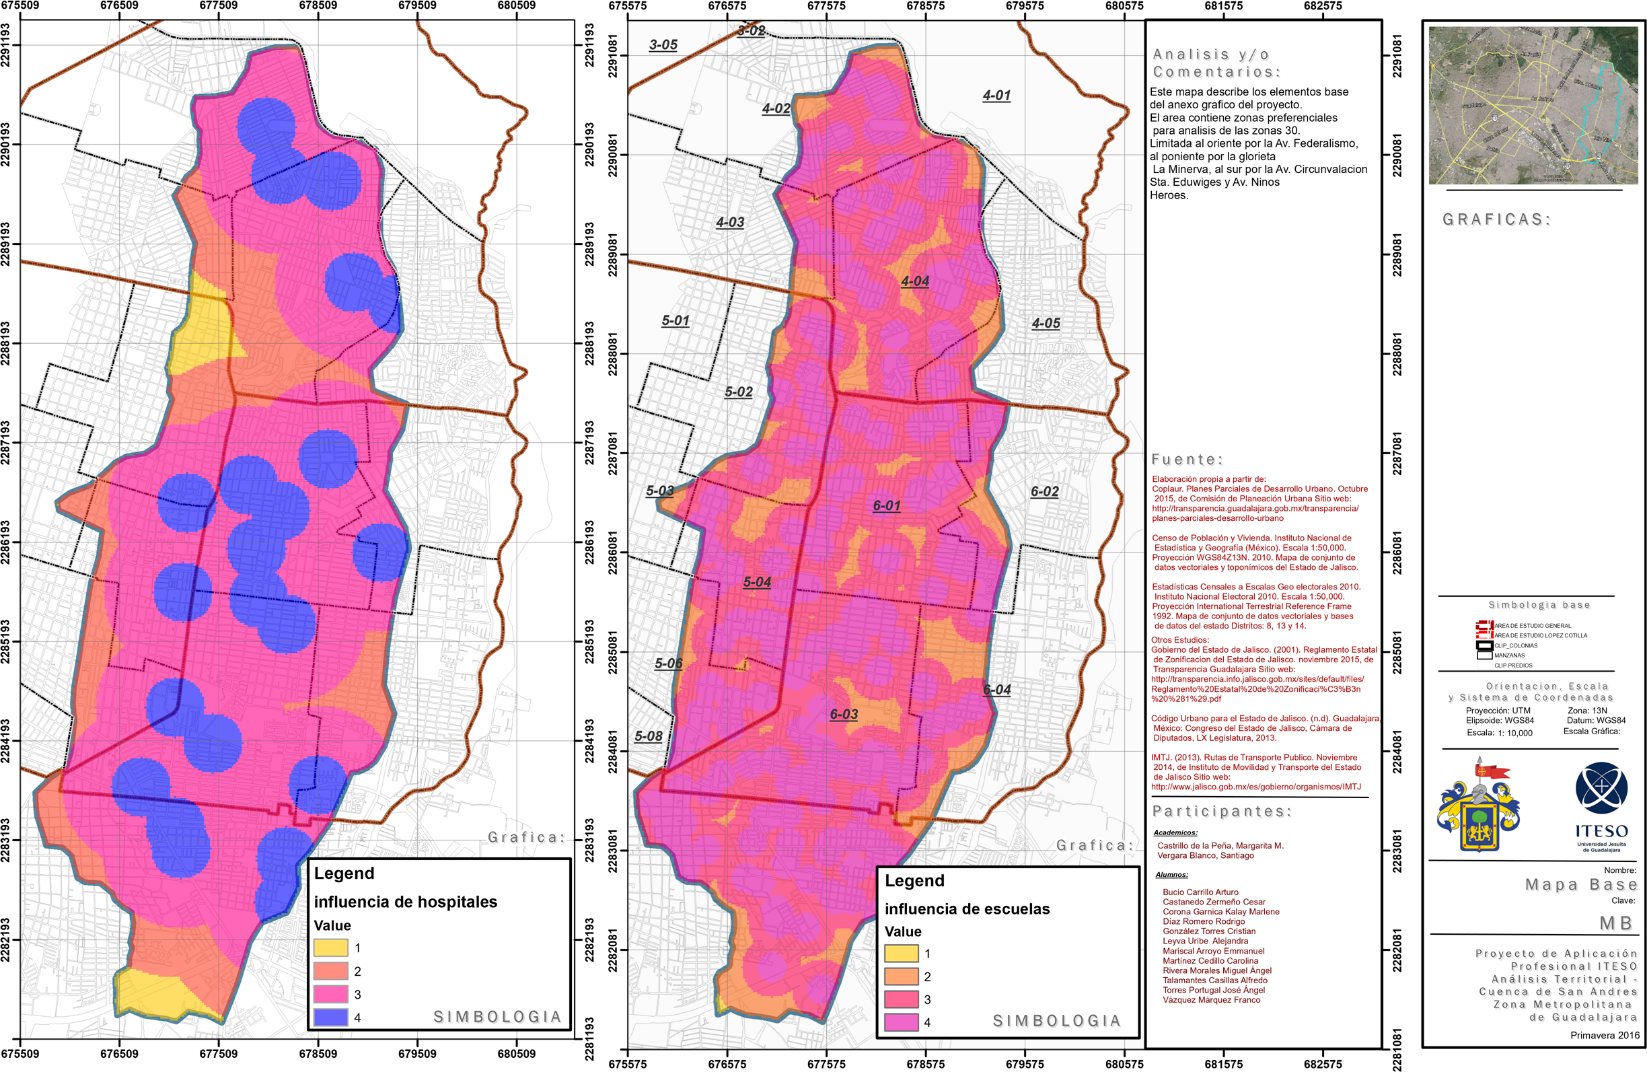 675509 676509 677509 678509 679509 680509
675575 676575 677575 678575 679575 680575 681575 682575
2291193
2290193
2289193
2288193
2287193
2286193
2285193
2284193
2283193
2282193
2281193
Grafica:
Legend
influencia de hospitales
Value
1
2
3
4
SIMBOLOGIA
675509 676509 677509 678509 679509 680509
3-05
3-02
4-01
4-02
4-03
4-04
4-05
5-01
5-02
5-03
6-01
6-02
5-04
5-06
6-04
6-03
5-08
Grafica:
Legend
influencia de escuelas
Value
1
2
3
4
SIMBOLOGIA
2291081
2290081
2289081
2288081
2287081
2286081
2285081
2284081
2283081
2282081
2281081
675575 676575 677575 678575 679575 680575 681575 682575
Analisis y/o
Comentarios:
Este mapa describe los elementos base
del anexo grafico del proyecto.
El area contiene zonas preferenciales
para analisis de las zonas 30.
Limitada al oriente por la Av. Federalismo,
al poniente por la glorieta
La Minerva, al sur por la Av. Circunvalacion
Sta. Eduwiges y Av. Ninos
Heroes.
Fuente:
Elaboración propia a partir de:
Coplaur. Planes Parciales de Desarrollo Urbano. Octubre
2015, de Comisión de Planeación Urbana Sitio web:
http://transparencia.guadalajara.gob.mx/transparencia/
planes-parciales-desarrollo-urbano
Censo de Población y Vivienda. Instituto Nacional de
Estadística y Geografía (México). Escala 1:50,000.
Proyección WGS84Z13N. 2010. Mapa de conjunto de
datos vectoriales y toponímicos del Estado de Jalisco.
Estadísticas Censales a Escalas Geo electorales 2010.
Instituto Nacional Electoral 2010. Escala 1:50,000.
Proyección International Terrestrial Reference Frame
1992. Mapa de conjunto de datos vectoriales y bases
de datos del estado Distritos: 8, 13 y 14.
Otros Estudios:
Gobierno del Estado de Jalisco. (2001). Reglamento Estatal
de Zonificacion del Estado de Jalisco. noviembre 2015, de
Transparencia Guadalajara Sitio web:
http://transparencia.info.jalisco.gob.mx/sites/default/files/
Reglamento%20Estatal%20de%20Zonificaci%C3%B3n
%20%281%29.pdf
Código Urbano para el Estado de Jalisco. (n.d). Guadalajara,
México: Congreso del Estado de Jalisco, Cámara de
Diputados, LX Legislatura, 2013.
IMTJ. (2013). Rutas de Transporte Publico. Noviembre
2014, de Instituto de Movilidad y Transporte del Estado
de Jalisco Sitio web:
http://www.jalisco.gob.mx/es/gobierno/organismos/IMTJ
Participantes:
Academicos:
Castrillo de la Peña, Margarita M.
Vergara Blanco, Santiago
Alumnos:
Bucio Carrillo Arturo
Castanedo Zermeño Cesar
Corona Garnica Kalay Marlene
Diaz Romero Rodrigo
González Torres Cristian
Leyva Uribe Alejandra
Mariscal Arroyo Emmanuel
Martínez Cedillo Carolina
Rivera Morales Miguel Ángel
Talamantes Casillas Alfredo
Torres Portugal José Ángel
Vázquez Márquez Franco
GRAFICAS:
Simbologia base
AREA DE ESTUDIO GENERAL
AREA DE ESTUDIO LOPEZ COTILLA
CLIP_COLONIAS
MANZANAS
CLIP PREDIOS
Orientacion, Escala
y Sistema de Coordenadas
Proyección: UTM Zona: 13N
Elipsoide: WGS84 Datum: WGS84
Escala: 1: 10,000 Escala Gráfica:
ITESO
Universidad Jesuita
de Guadalajara
Nombre:
Mapa Base
Clave:
MB
Proyecto de Aplicación
Profesional ITESO
Análisis Territorial -
Cuenca de San Andres
Zona Metropolitana
de Guadalajara
Primavera 2016